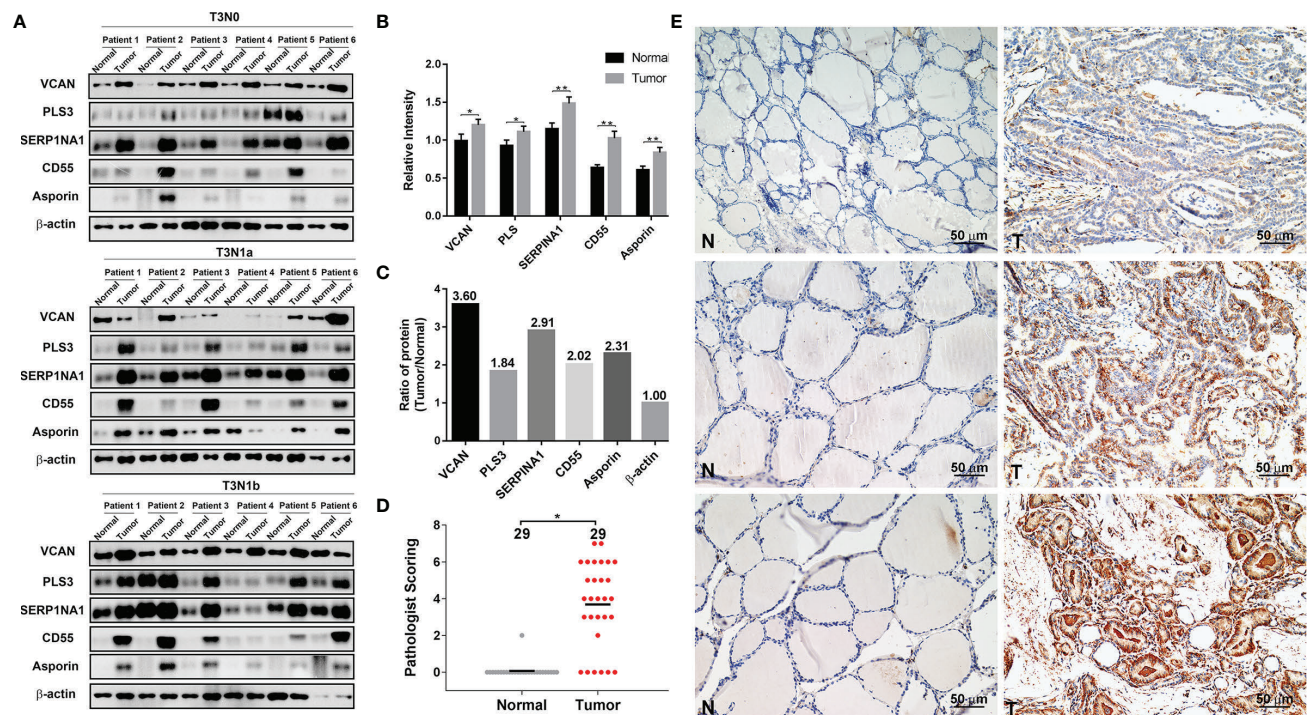 A
T3N0
Patient 1 Patient 2 Patient 3 Patient 4 Patient 5 Patient 6
Normal Tumor Normal Tumor Normal Tumor Normal Tumor Normal Tumor Normal Tumor
VCAN
PLS3
SERP1NA1
CD55
Asporin
β-actin
T3N1a
Patient 1 Patient 2 Patient 3 Patient 4 Patient 5 Patient 6
Normal Tumor Normal Tumor Normal Tumor Normal Tumor Normal Tumor Normal Tumor
VCAN
PLS3
SERP1NA1
CD55
Asporin
β-actin
T3N1b
Patient 1 Patient 2 Patient 3 Patient 4 Patient 5 Patient 6
Normal Tumor Normal Tumor Normal Tumor Normal Tumor Normal Tumor Normal Tumor
VCAN
PLS3
SERP1NA1
CD55
Asporin
β-actin
B
Normal
Tumor
Relative Intensity
2.0
1.5
1.0
0.5
0.0
* * ** ** **
VCAN PLS SERPINA1 CD55 Asporin
C
Ratio of protein
(Tumor/Normal)
4
3
2
1
0
3.60 1.84 2.91 2.02 2.31 1.00
VCAN PLS3 SERPINA1 CD55 Asporin β-actin
D
Pathologist Scoring
8
6
4
2
0
*
29 29
Normal Tumor
E
N 50 μm
T 50 μm
N 50 μm
T 50 μm
N 50 μm
T 50 μm